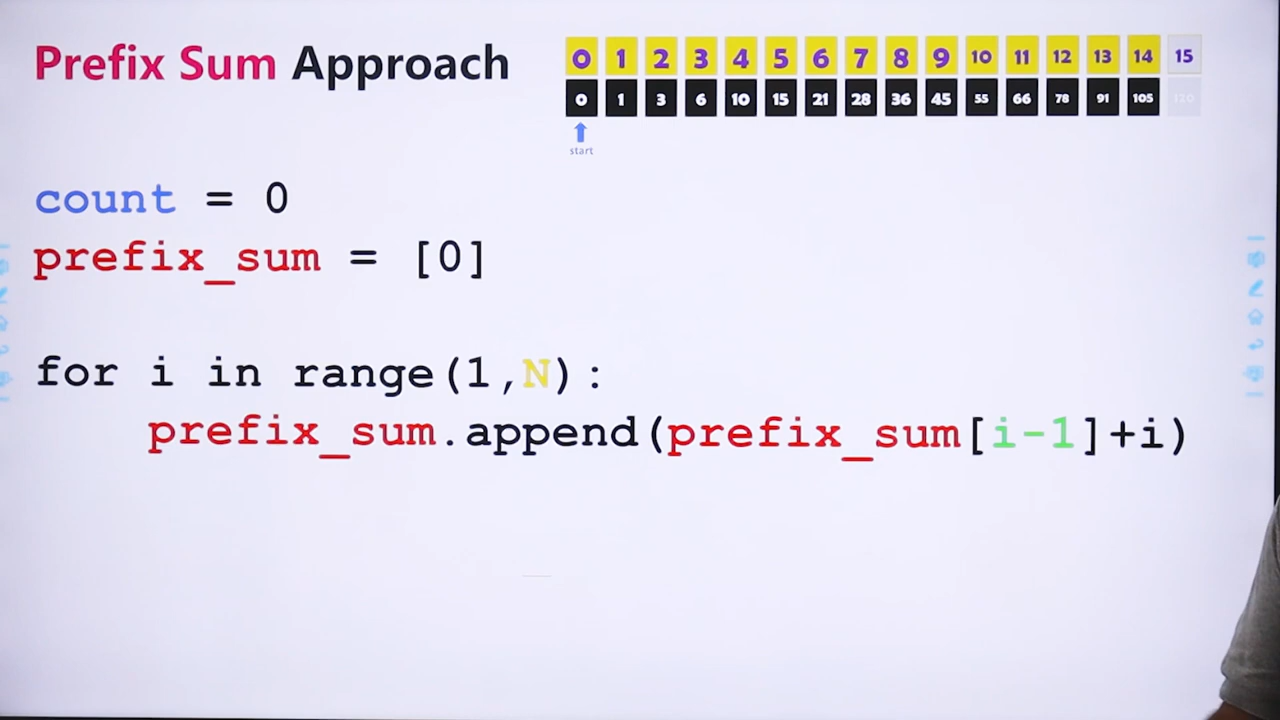 Prefix Sum Approach
0 1 2 3 4 5 6 7 8 9 10 11 12 13 14 15
0 1 3 6 10 15 21 28 36 45 55 66 78 91 105 120
start
count = 0
prefix_sum = [0]
for i in range(1,N):
prefix_sum.append(prefix_sum[i-1]+i)